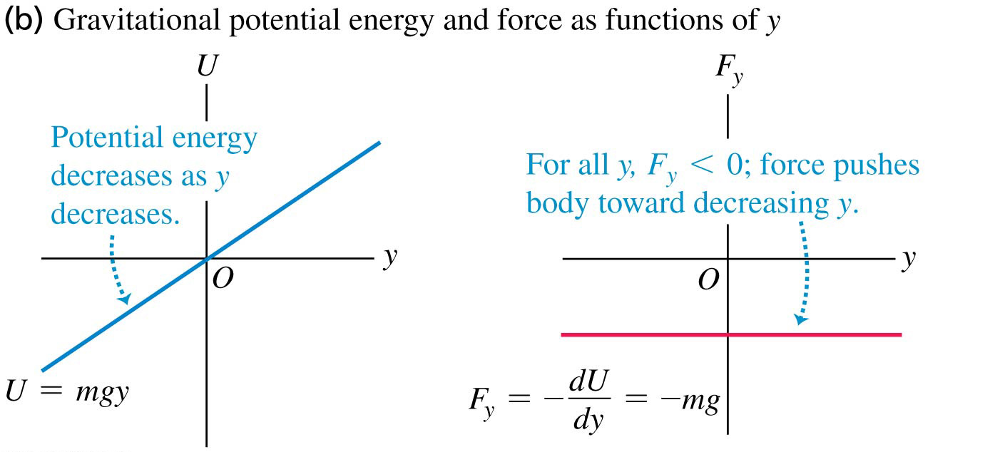 (b) Gravitational potential energy and force as functions of y
U
Potential energy
decreases as y
decreases.
y
O
U = mgy
F_y
For all y, F_y < 0; force pushes
body toward decreasing y.
y
O
F_y = −dU/dy = −mg